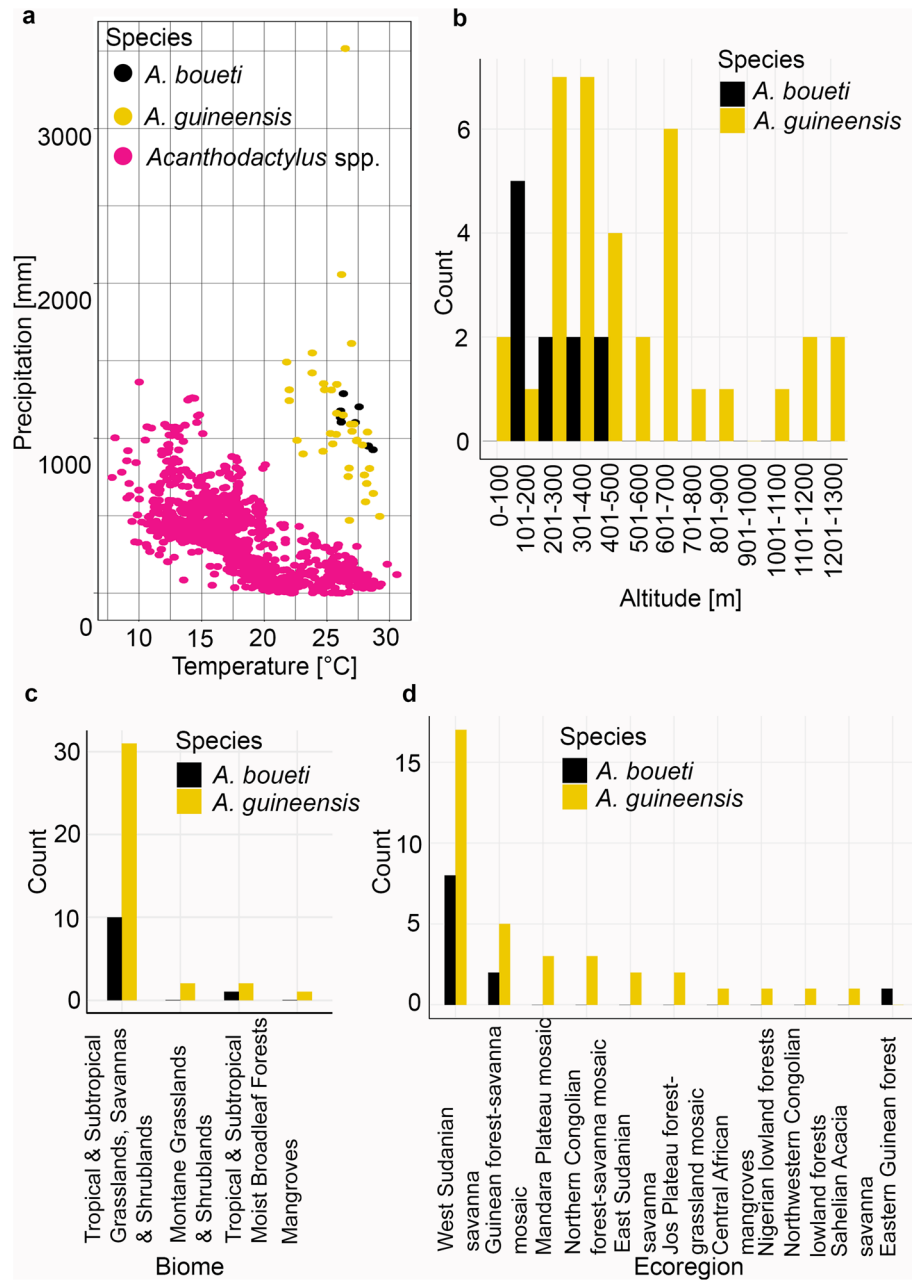 a
Species
A. boueti
A. guineensis
Acanthodactylus spp.
Precipitation [mm]
3000
2000
1000
0
10
15
20
25
30
Temperature [°C]
b
Species
A. boueti
A. guineensis
Count
6
4
2
0
0-100
101-200
201-300
301-400
401-500
501-600
601-700
701-800
801-900
901-1000
1001-1100
1101-1200
1201-1300
Altitude [m]
c
Species
A. boueti
A. guineensis
Count
30
20
10
0
Tropical & Subtropical
Grasslands, Savannas
& Shrublands
Montane Grasslands
& Shrublands
Tropical & Subtropical
Moist Broadleaf Forests
Mangroves
Biome
d
Species
A. boueti
A. guineensis
Count
15
10
5
0
West Sudanian
savanna
Guinean forest-savanna
mosaic
Mandara Plateau mosaic
Northern Congolian
forest-savanna mosaic
East Sudanian
savanna
Jos Plateau forest-
grassland mosaic
Central African
mangroves
Nigerian lowland forests
Northwestern Congolian
lowland forests
Sahelian Acacia
savanna
Eastern Guinean forest
Ecoregion